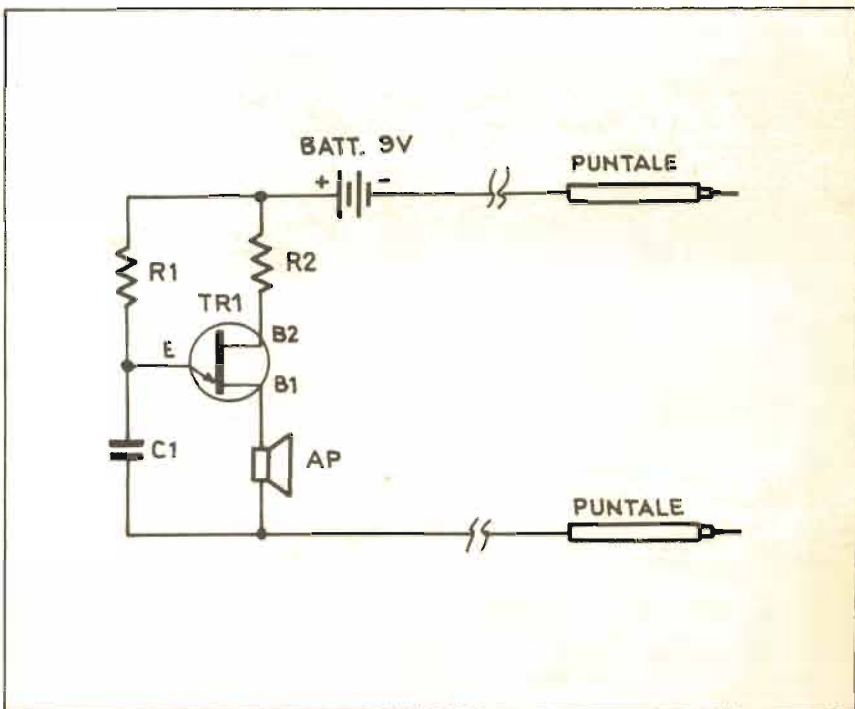 BATT. 9V
+ -
PUNTALE
R1
R2
TR1
B2
E
B1
C1
AP
PUNTALE